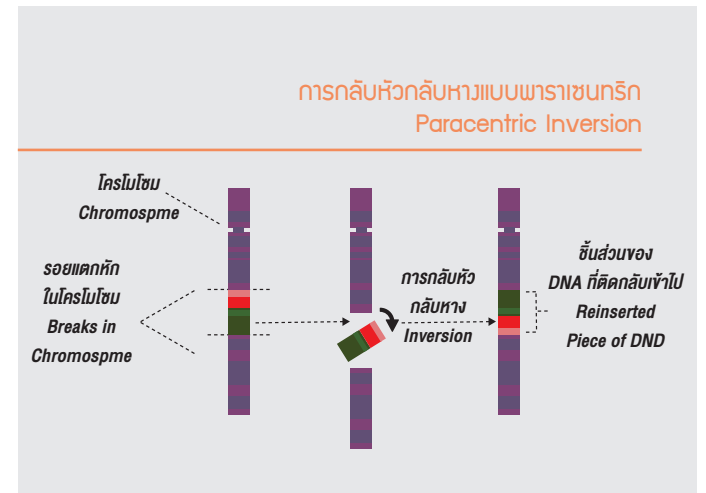 การกลับหัวกลับหางแบบพาราเซนทริก
Paracentric Inversion
โครโมโซม
Chromospme
รอยแตกหัก
ในโครโมโซม
Breaks in
Chromospme
การกลับหัว
กลับหาง
Inversion
ชิ้นส่วนของ
DNA ที่ติดกลับเข้าไป
Reinserted
Piece of DND